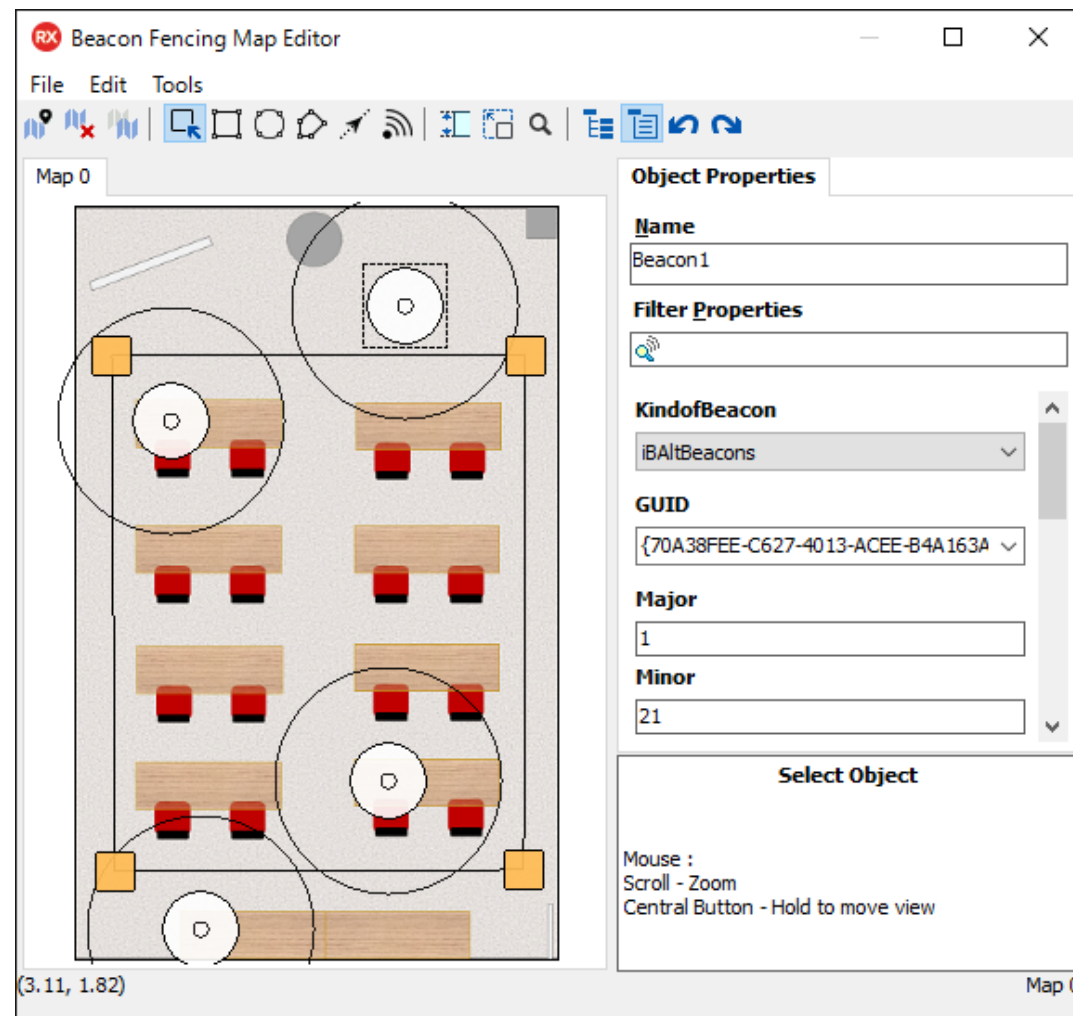 RX Beacon Fencing Map Editor
File Edit Tools
Map 0
Object Properties
Name
Beacon1
Filter Properties
KindofBeacon
iBAltBeacons
GUID
{70A38FEE-C627-4013-ACEE-B4A163A
Major
1
Minor
21
Select Object
Mouse :
Scroll - Zoom
Central Button - Hold to move view
(3.11, 1.82) Map 0